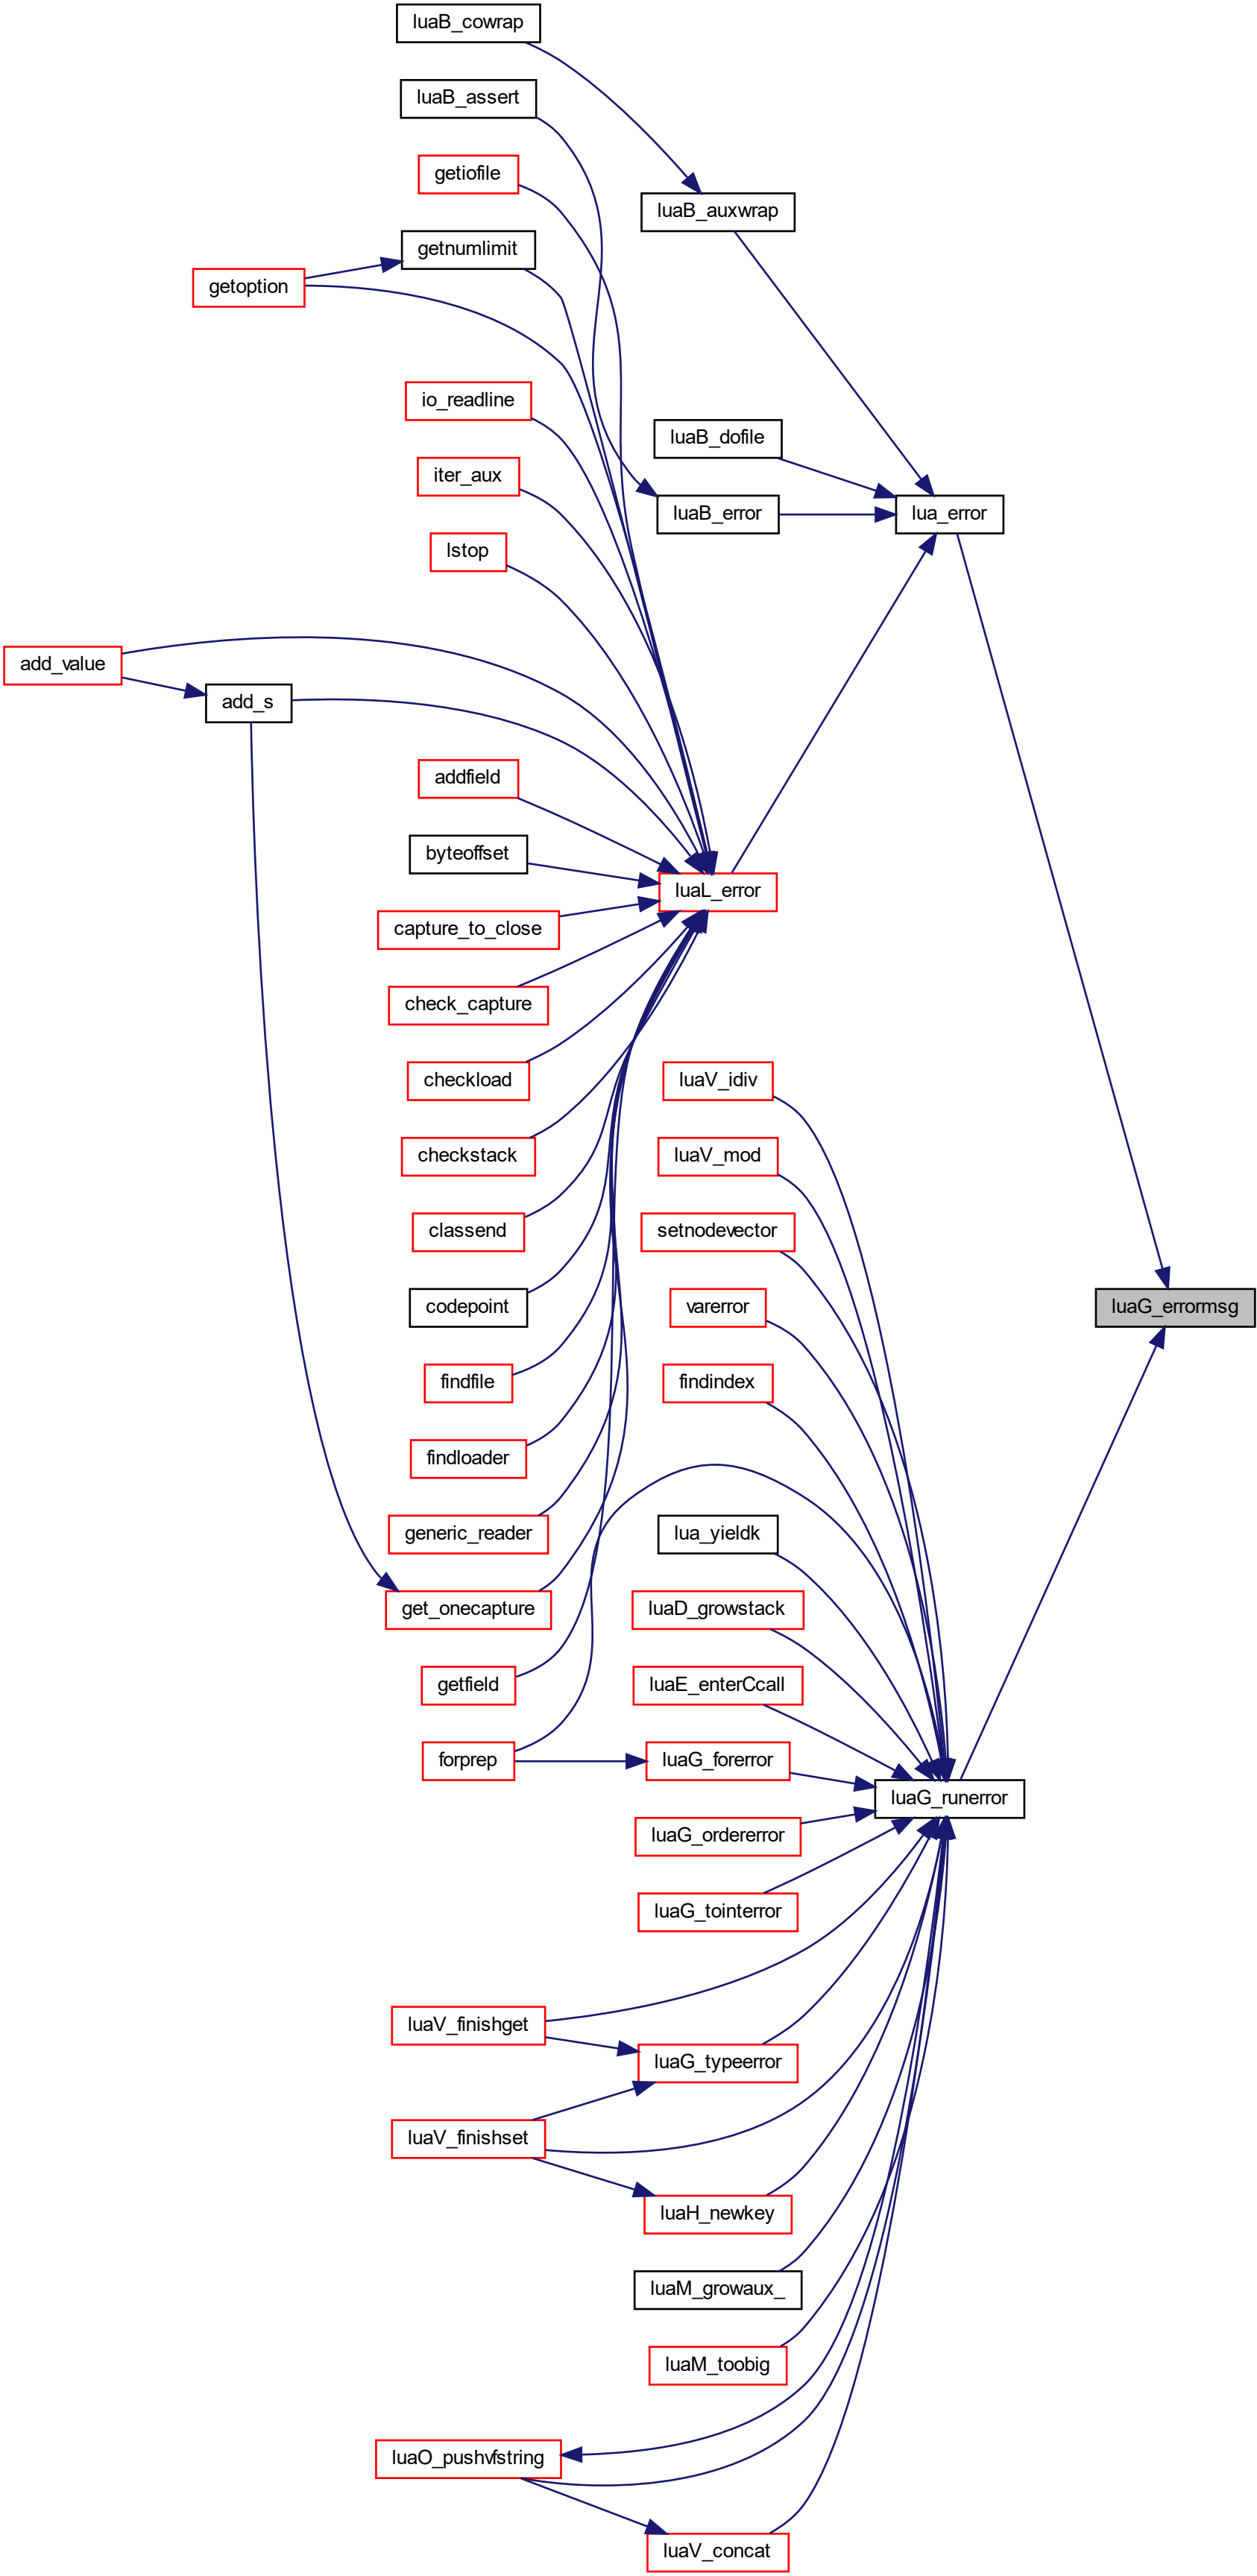 luaB_cowrap
luaB_assert
getiofile
luaB_auxwrap
getnumlimit
getoption
io_readline
luaB_dofile
iter_aux
luaB_error
lua_error
lstop
add_value
add_s
addfield
byteoffset
luaL_error
capture_to_close
check_capture
checkload
luaV_idiv
checkstack
luaV_mod
classend
setnodevector
codepoint
varerror
luaG_errormsg
findfile
findindex
findloader
generic_reader
lua_yieldk
get_onecapture
luaD_growstack
getfield
luaE_enterCcall
forprep
luaG_forerror
luaG_runerror
luaG_ordererror
luaG_tointerror
luaV_finishget
luaG_typeerror
luaV_finishset
luaH_newkey
luaM_growaux_
luaM_toobig
luaO_pushvfstring
luaV_concat